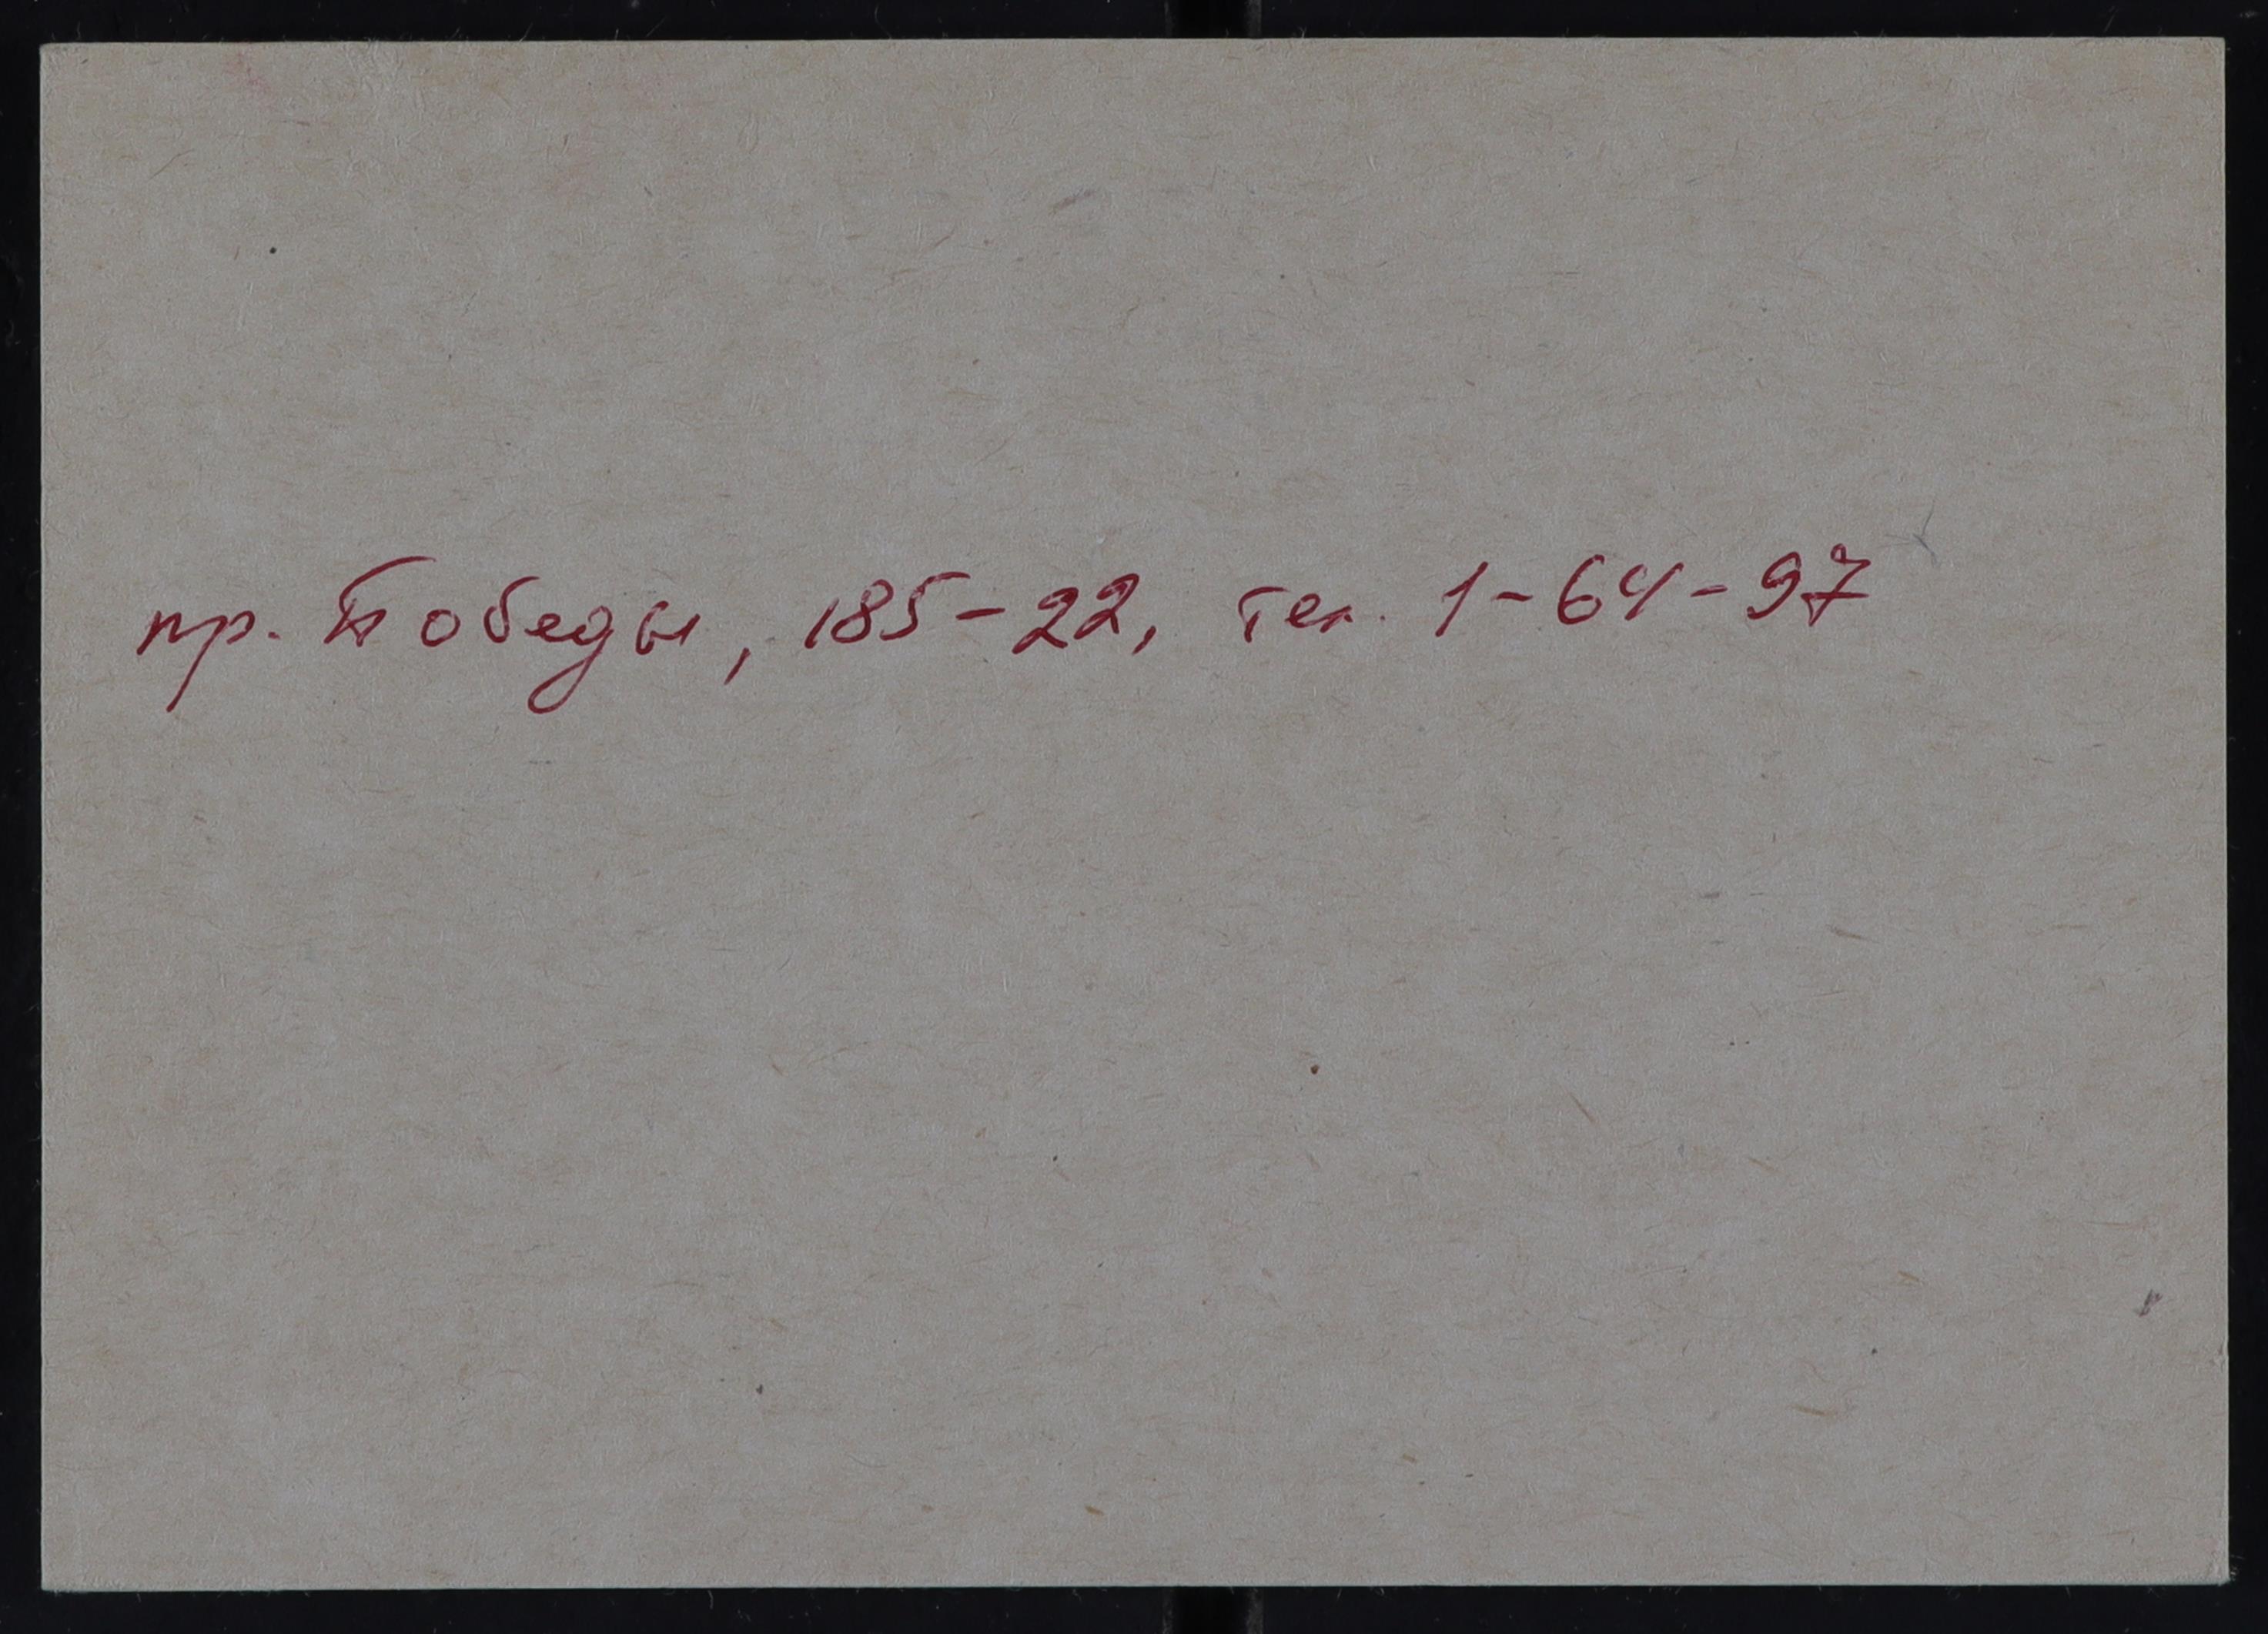 пр. Победы, 185-22, тел. 1-64-97